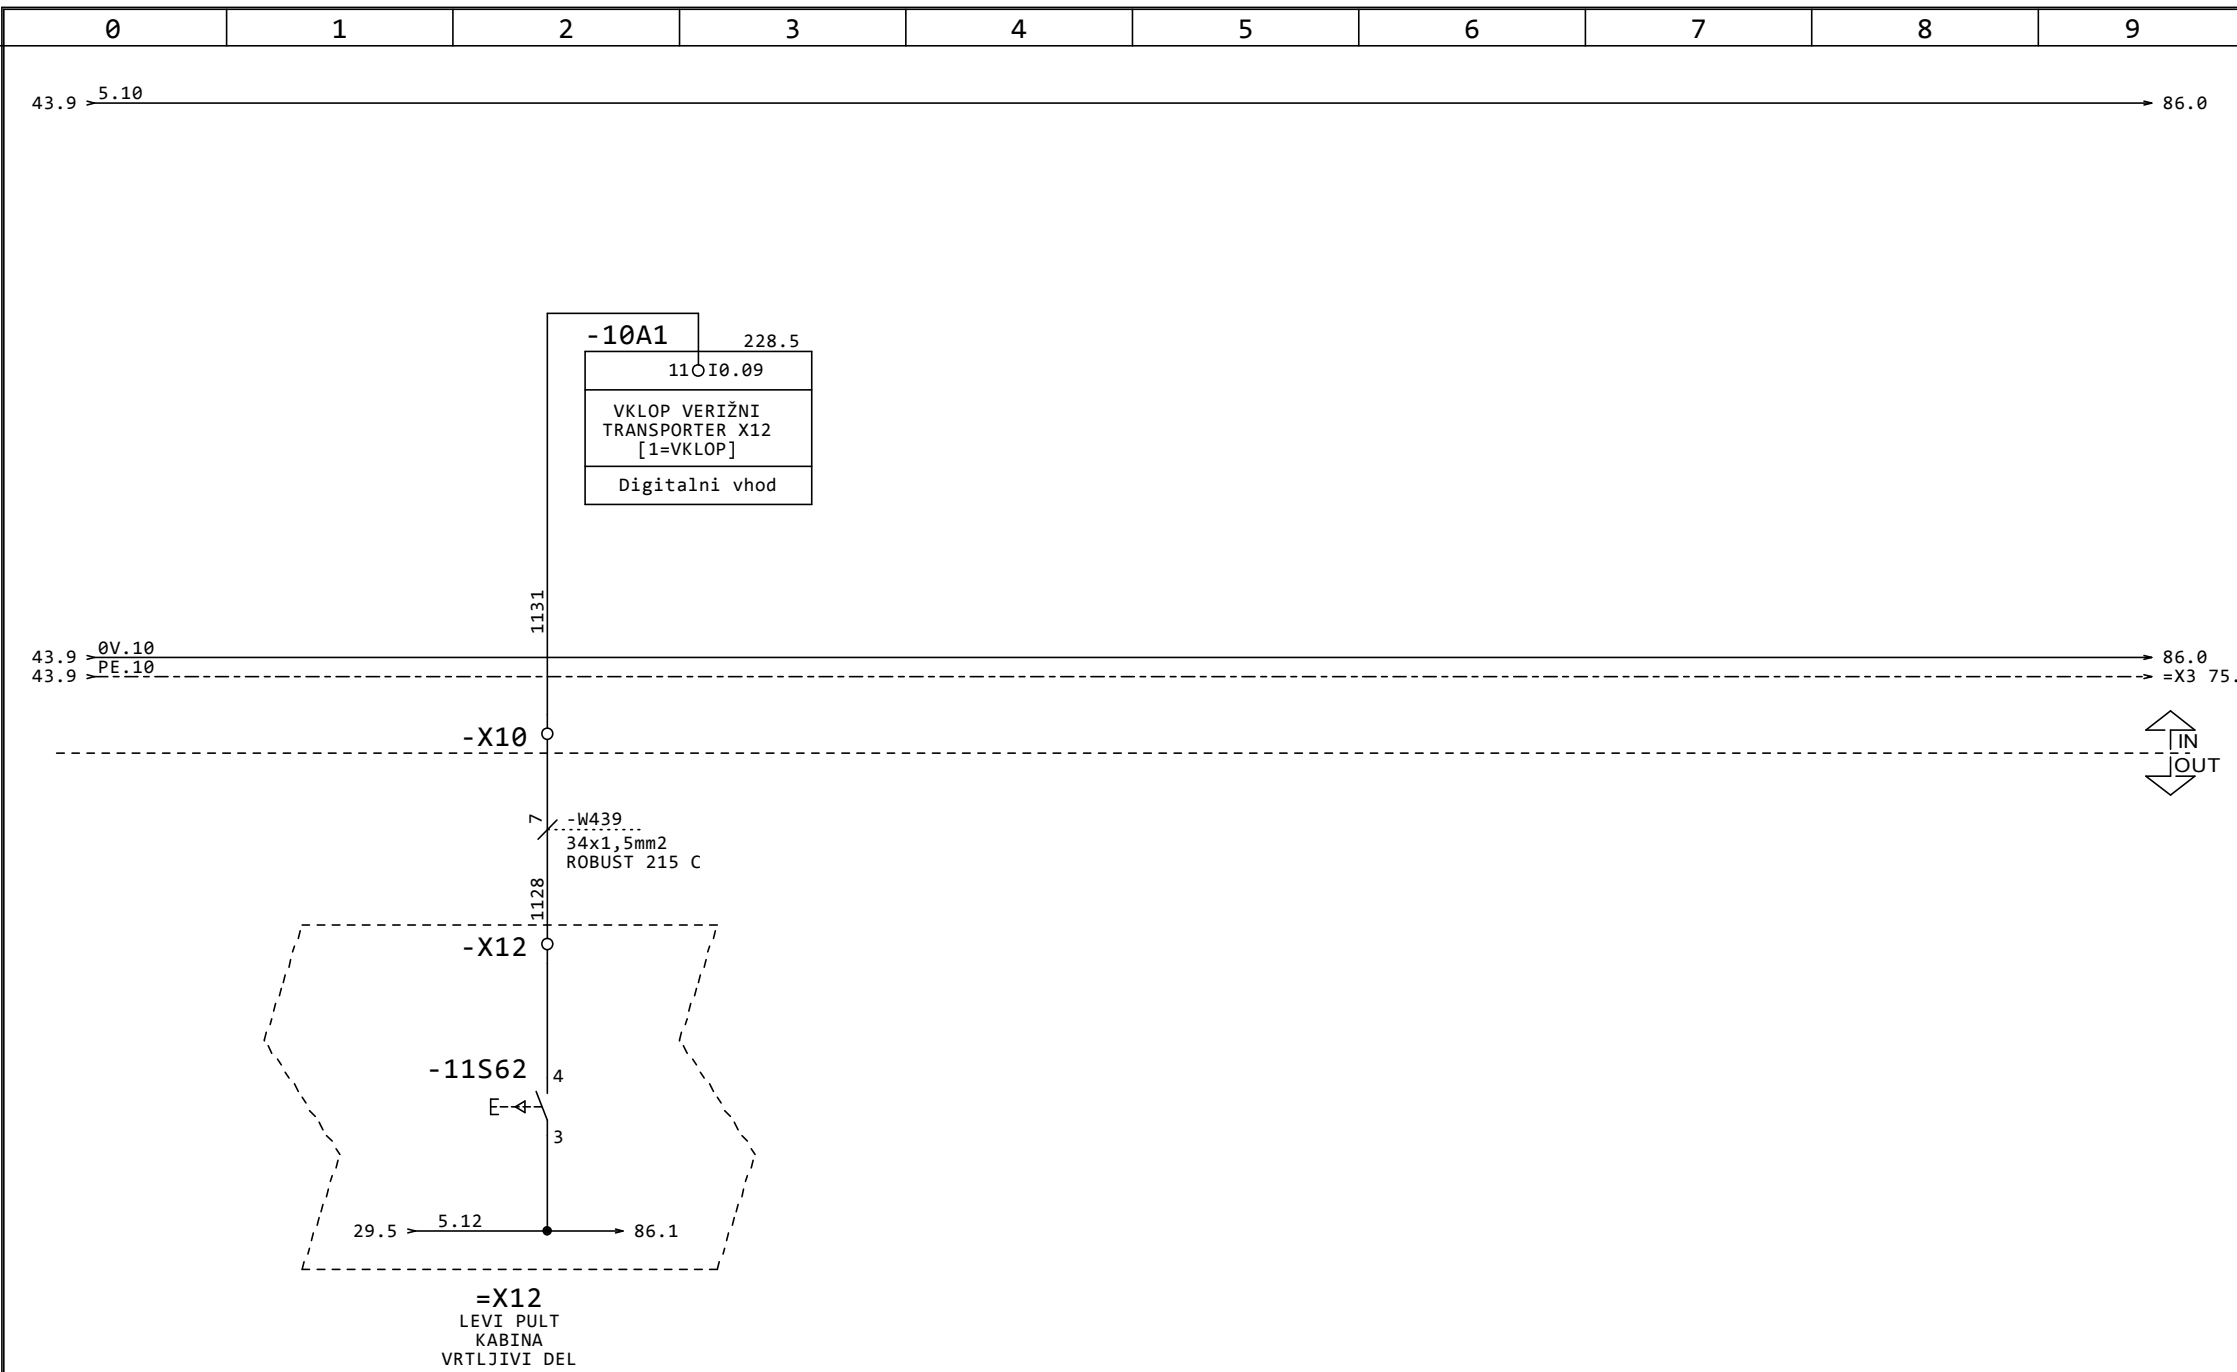 0 1 2 3 4 5 6 7 8 9
43.9 5.10 86.0
-10A1 228.5
11 I0.09
VKLOP VERIŽNI
TRANSPORTER X12
[1=VKLOP]
Digitalni vhod
1131
43.9 0V.10 86.0
43.9 PE.10 =X3 75.
-X10
IN
OUT
7 -W439
34x1,5mm2
ROBUST 215 C
1128
-X12
-11S62 4
3
29.5 5.12 86.1
=X12
LEVI PULT
KABINA
VRTLJIVI DEL